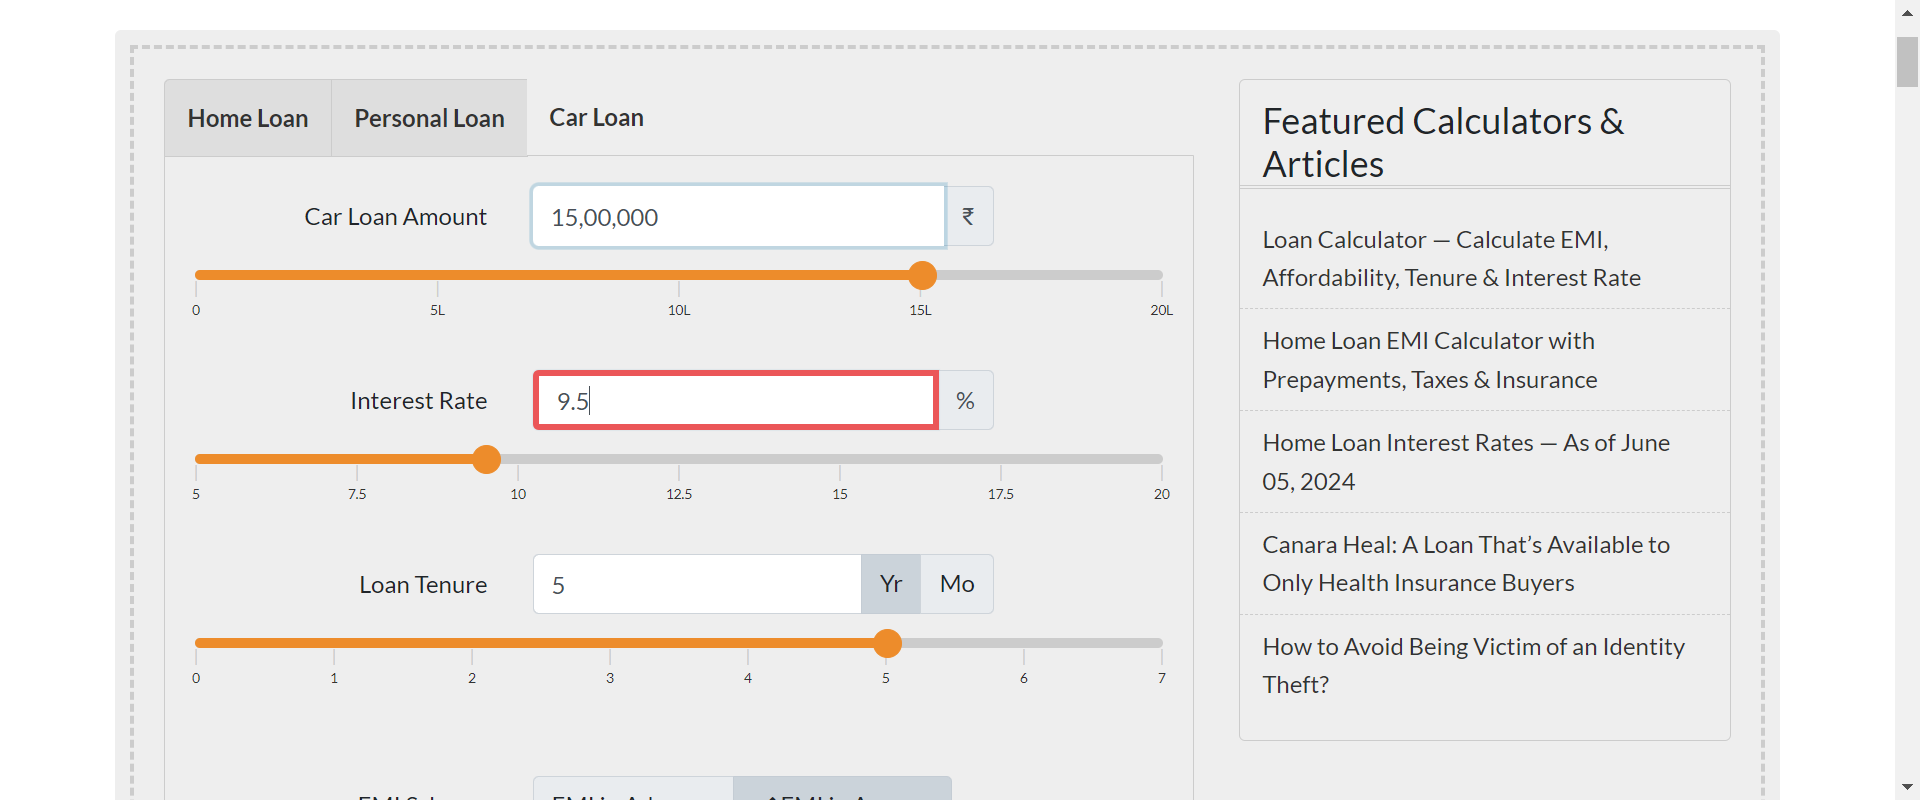 Home Loan
Personal Loan
Car Loan
Car Loan Amount
15,00,000
₹
0
5L
10L
15L
20L
Interest Rate
9.5
%
5
7.5
10
12.5
15
17.5
20
Loan Tenure
5
Yr
Mo
0
1
2
3
4
5
6
7
Featured Calculators &
Articles
Loan Calculator — Calculate EMI,
Affordability, Tenure & Interest Rate
Home Loan EMI Calculator with
Prepayments, Taxes & Insurance
Home Loan Interest Rates — As of June
05, 2024
Canara Heal: A Loan That’s Available to
Only Health Insurance Buyers
How to Avoid Being Victim of an Identity
Theft?